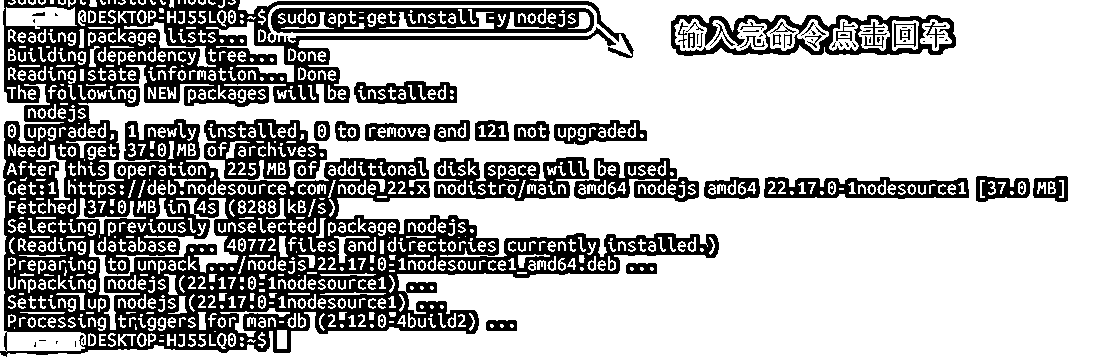 sudo apt install nodejs
@DESKTOP-HJ55LQ0:~$ sudo apt-get install -y nodejs
输入完命令点击回车
Reading package lists... Done
Building dependency tree... Done
Reading state information... Done
The following NEW packages will be installed:
nodejs
0 upgraded, 1 newly installed, 0 to remove and 121 not upgraded.
Need to get 37.0 MB of archives.
After this operation, 225 MB of additional disk space will be used.
Get:1 https://deb.nodesource.com/node_22.x nodistro/main amd64 nodejs amd64 22.17.0-1nodesource1 [37.0 MB]
Fetched 37.0 MB in 4s (8288 kB/s)
Selecting previously unselected package nodejs.
(Reading database ... 40772 files and directories currently installed.)
Preparing to unpack .../nodejs_22.17.0-1nodesource1_amd64.deb ...
Unpacking nodejs (22.17.0-1nodesource1) ...
Setting up nodejs (22.17.0-1nodesource1) ...
Processing triggers for man-db (2.12.0-4build2) ...
@DESKTOP-HJ55LQ0:~$